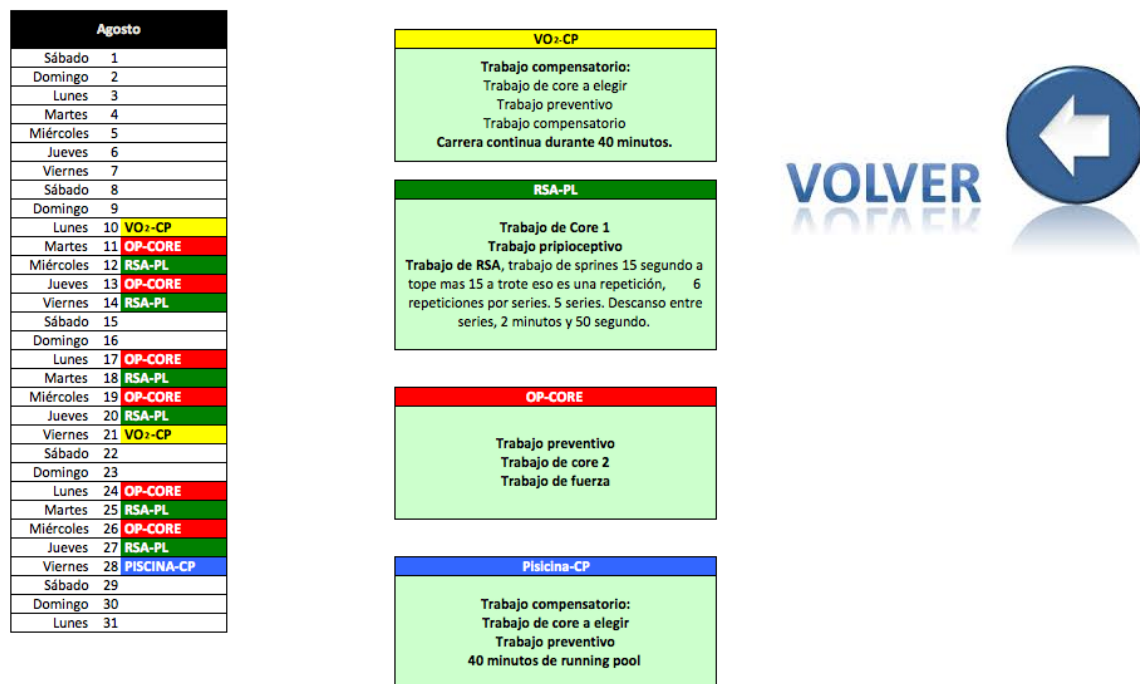 Agosto
Sábado 1
Domingo 2
Lunes 3
Martes 4
Miércoles 5
Jueves 6
Viernes 7
Sábado 8
Domingo 9
Lunes 10 VO2-CP
Martes 11 OP-CORE
Miércoles 12 RSA-PL
Jueves 13 OP-CORE
Viernes 14 RSA-PL
Sábado 15
Domingo 16
Lunes 17 OP-CORE
Martes 18 RSA-PL
Miércoles 19 OP-CORE
Jueves 20 RSA-PL
Viernes 21 VO2-CP
Sábado 22
Domingo 23
Lunes 24 OP-CORE
Martes 25 RSA-PL
Miércoles 26 OP-CORE
Jueves 27 RSA-PL
Viernes 28 PISCINA-CP
Sábado 29
Domingo 30
Lunes 31
VO2-CP
Trabajo compensatorio:
Trabajo de core a elegir
Trabajo preventivo
Trabajo compensatorio
Carrera continua durante 40 minutos.
RSA-PL
Trabajo de Core 1
Trabajo pripioceptivo
Trabajo de RSA, trabajo de sprines 15 segundo a
tope mas 15 a trote eso es una repetición, 6
repeticiones por series. 5 series. Descanso entre
series, 2 minutos y 50 segundo.
OP-CORE
Trabajo preventivo
Trabajo de core 2
Trabajo de fuerza
Pisicina-CP
Trabajo compensatorio:
Trabajo de core a elegir
Trabajo preventivo
40 minutos de running pool
VOLVER